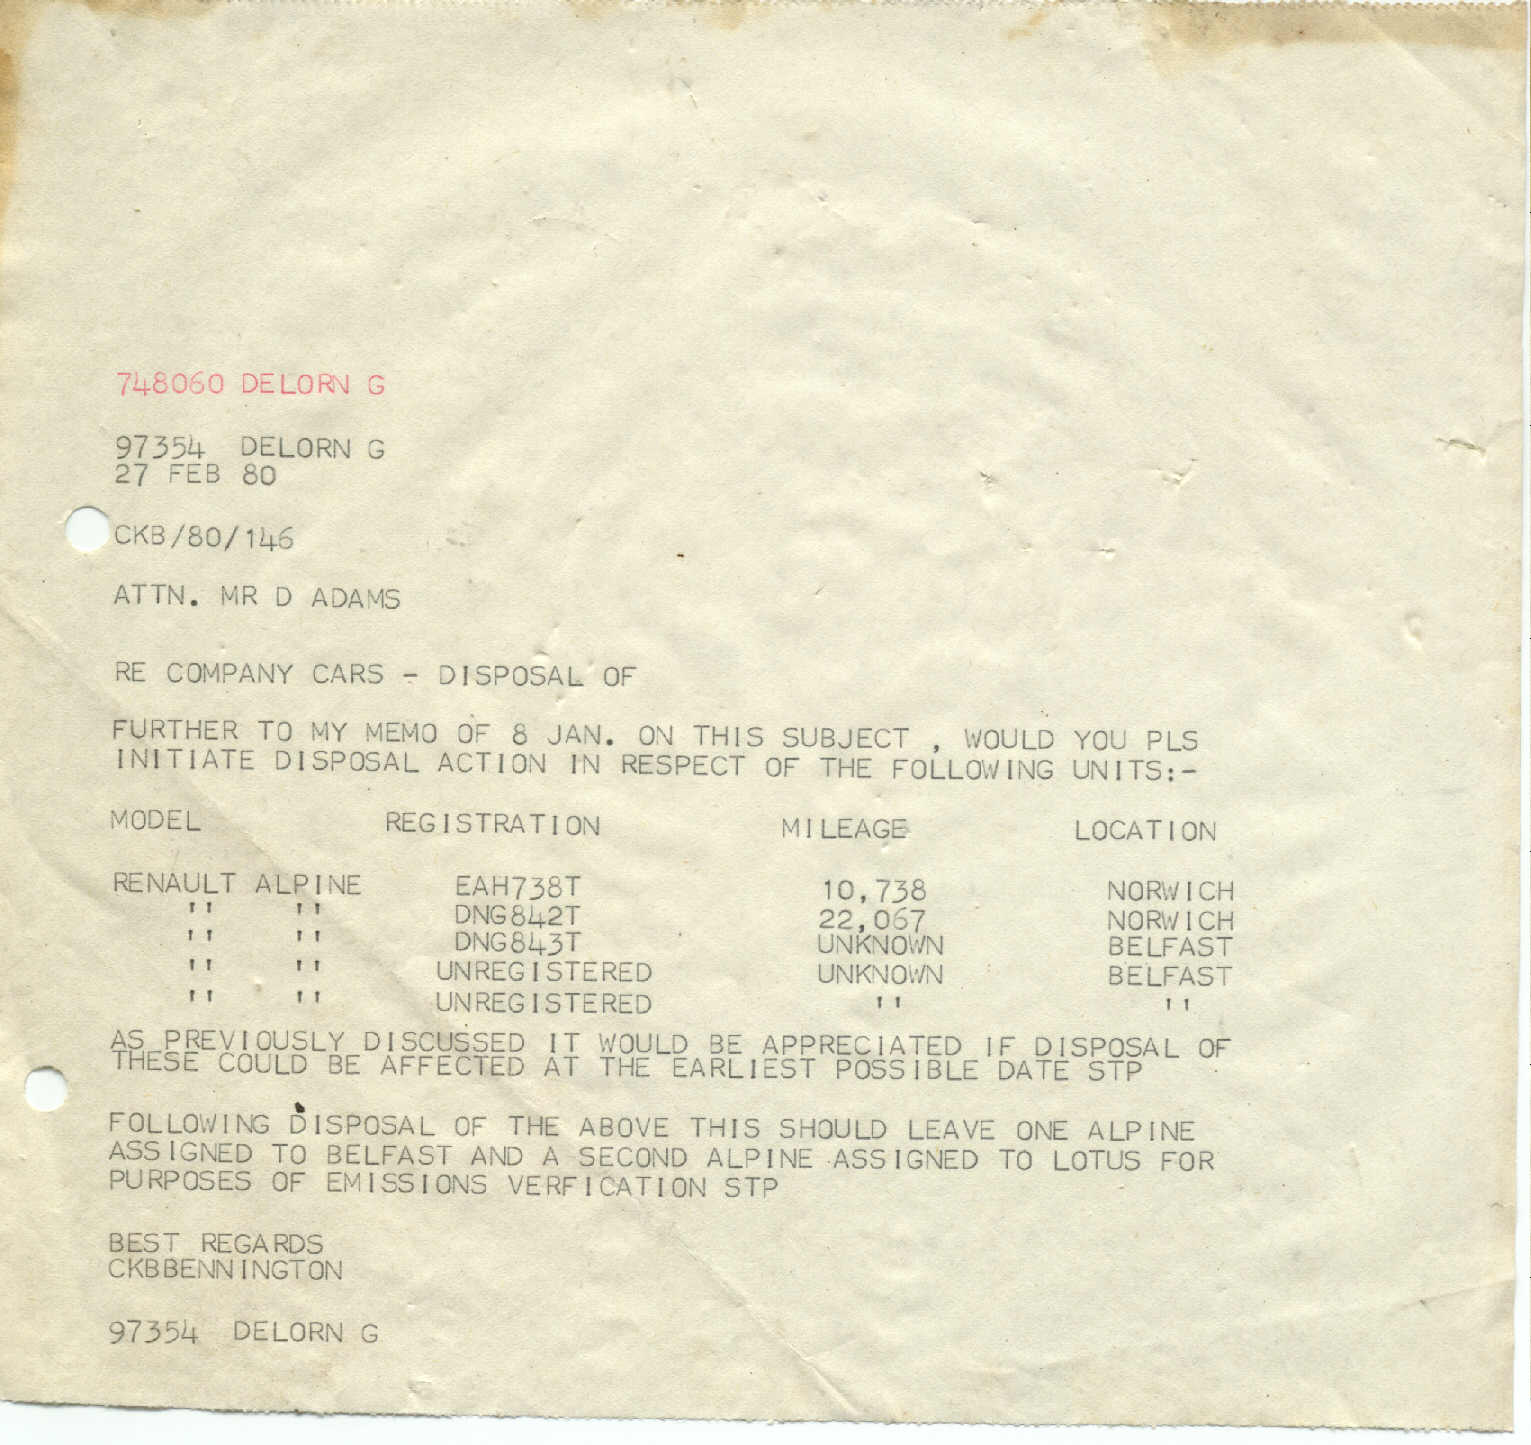 748060 DELORN G
97354 DELORN G
27 FEB 80
CKB/80/146
ATTN. MR D ADAMS
RE COMPANY CARS - DISPOSAL OF
FURTHER TO MY MEMO OF 8 JAN. ON THIS SUBJECT , WOULD YOU PLS
INITIATE DISPOSAL ACTION IN RESPECT OF THE FOLLOWING UNITS:-
MODEL REGISTRATION MILEAGE LOCATION
RENAULT ALPINE EAH738T 10,738 NORWICH
'' '' DNG842T 22,067 NORWICH
'' '' DNG843T UNKNOWN BELFAST
'' '' UNREGISTERED UNKNOWN BELFAST
'' '' UNREGISTERED '' ''
AS PREVIOUSLY DISCUSSED IT WOULD BE APPRECIATED IF DISPOSAL OF
THESE COULD BE AFFECTED AT THE EARLIEST POSSIBLE DATE STP
FOLLOWING DISPOSAL OF THE ABOVE THIS SHOULD LEAVE ONE ALPINE
ASSIGNED TO BELFAST AND A SECOND ALPINE ASSIGNED TO LOTUS FOR
PURPOSES OF EMISSIONS VERFICATION STP
BEST REGARDS
CKBBENNINGTON
97354 DELORN G